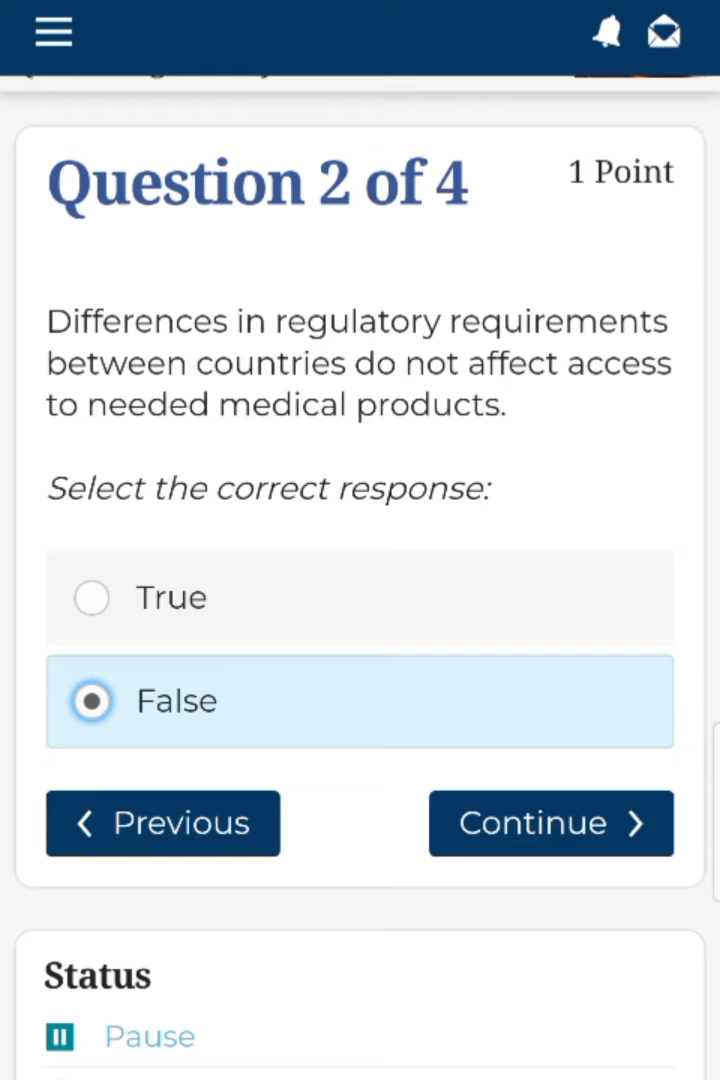 Question 2 of 4
1 Point
Differences in regulatory requirements
between countries do not affect access
to needed medical products.
Select the correct response:
True
False
Previous
Continue
Status
Pause